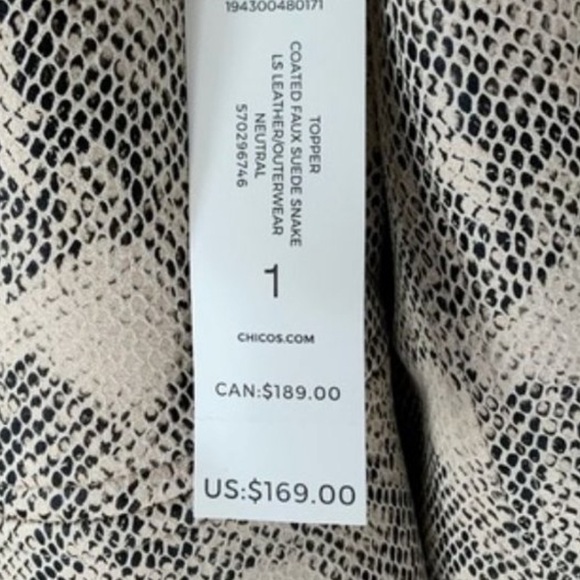 194300480171
TOPPER
COATED FAUX SUEDE SNAKE
LS LEATHER/OUTERWEAR
NEUTRAL
570296746
1
CHICOS.COM
CAN:$189.00
US:$169.00